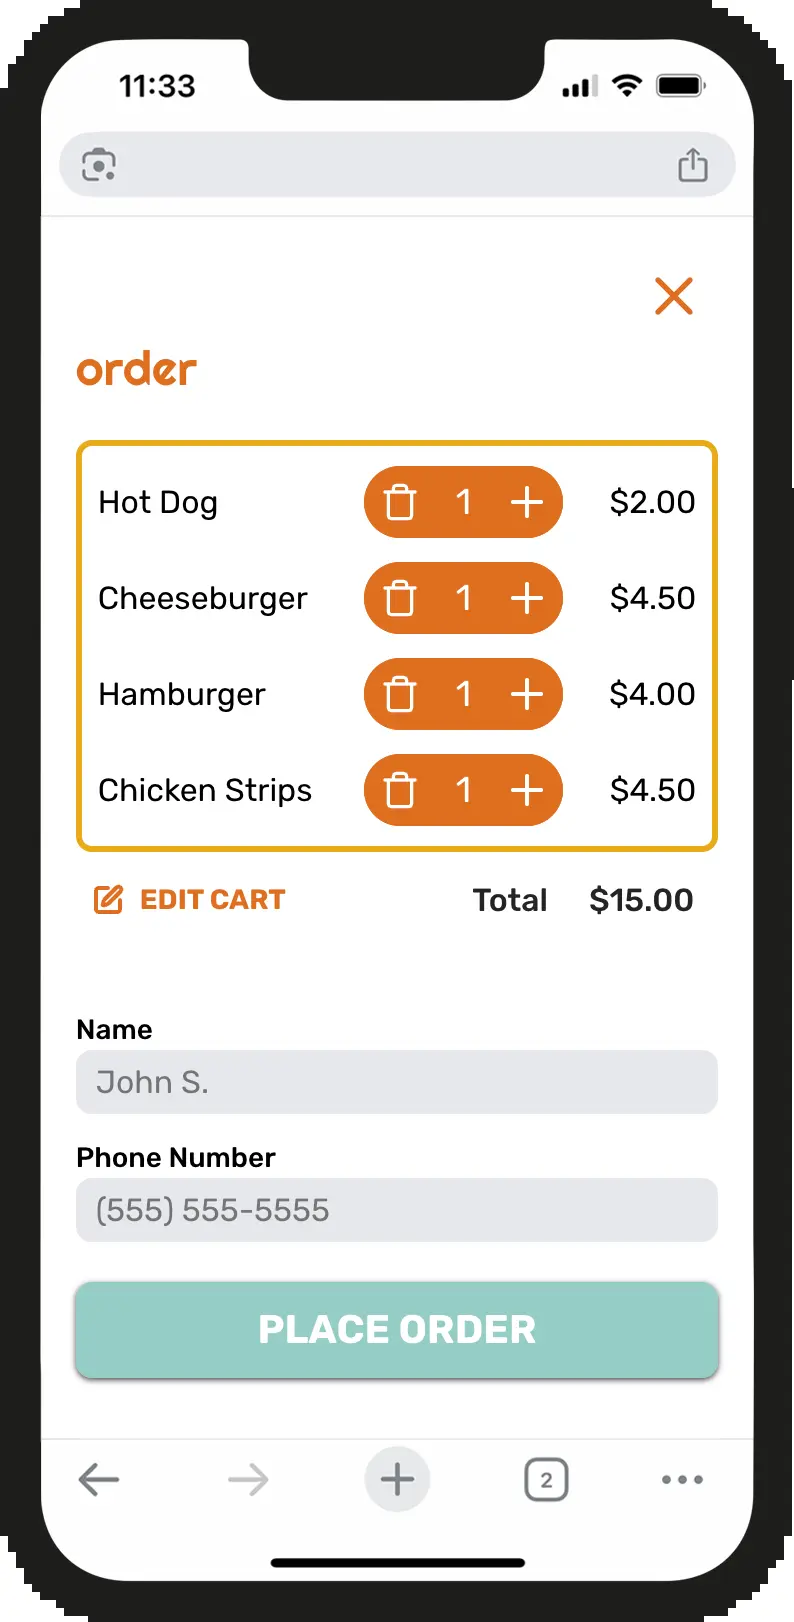 11:33
order
Hot Dog 1 $2.00
Cheeseburger 1 $4.50
Hamburger 1 $4.00
Chicken Strips 1 $4.50
EDIT CART Total $15.00
Name
John S.
Phone Number
(555) 555-5555
PLACE ORDER
2